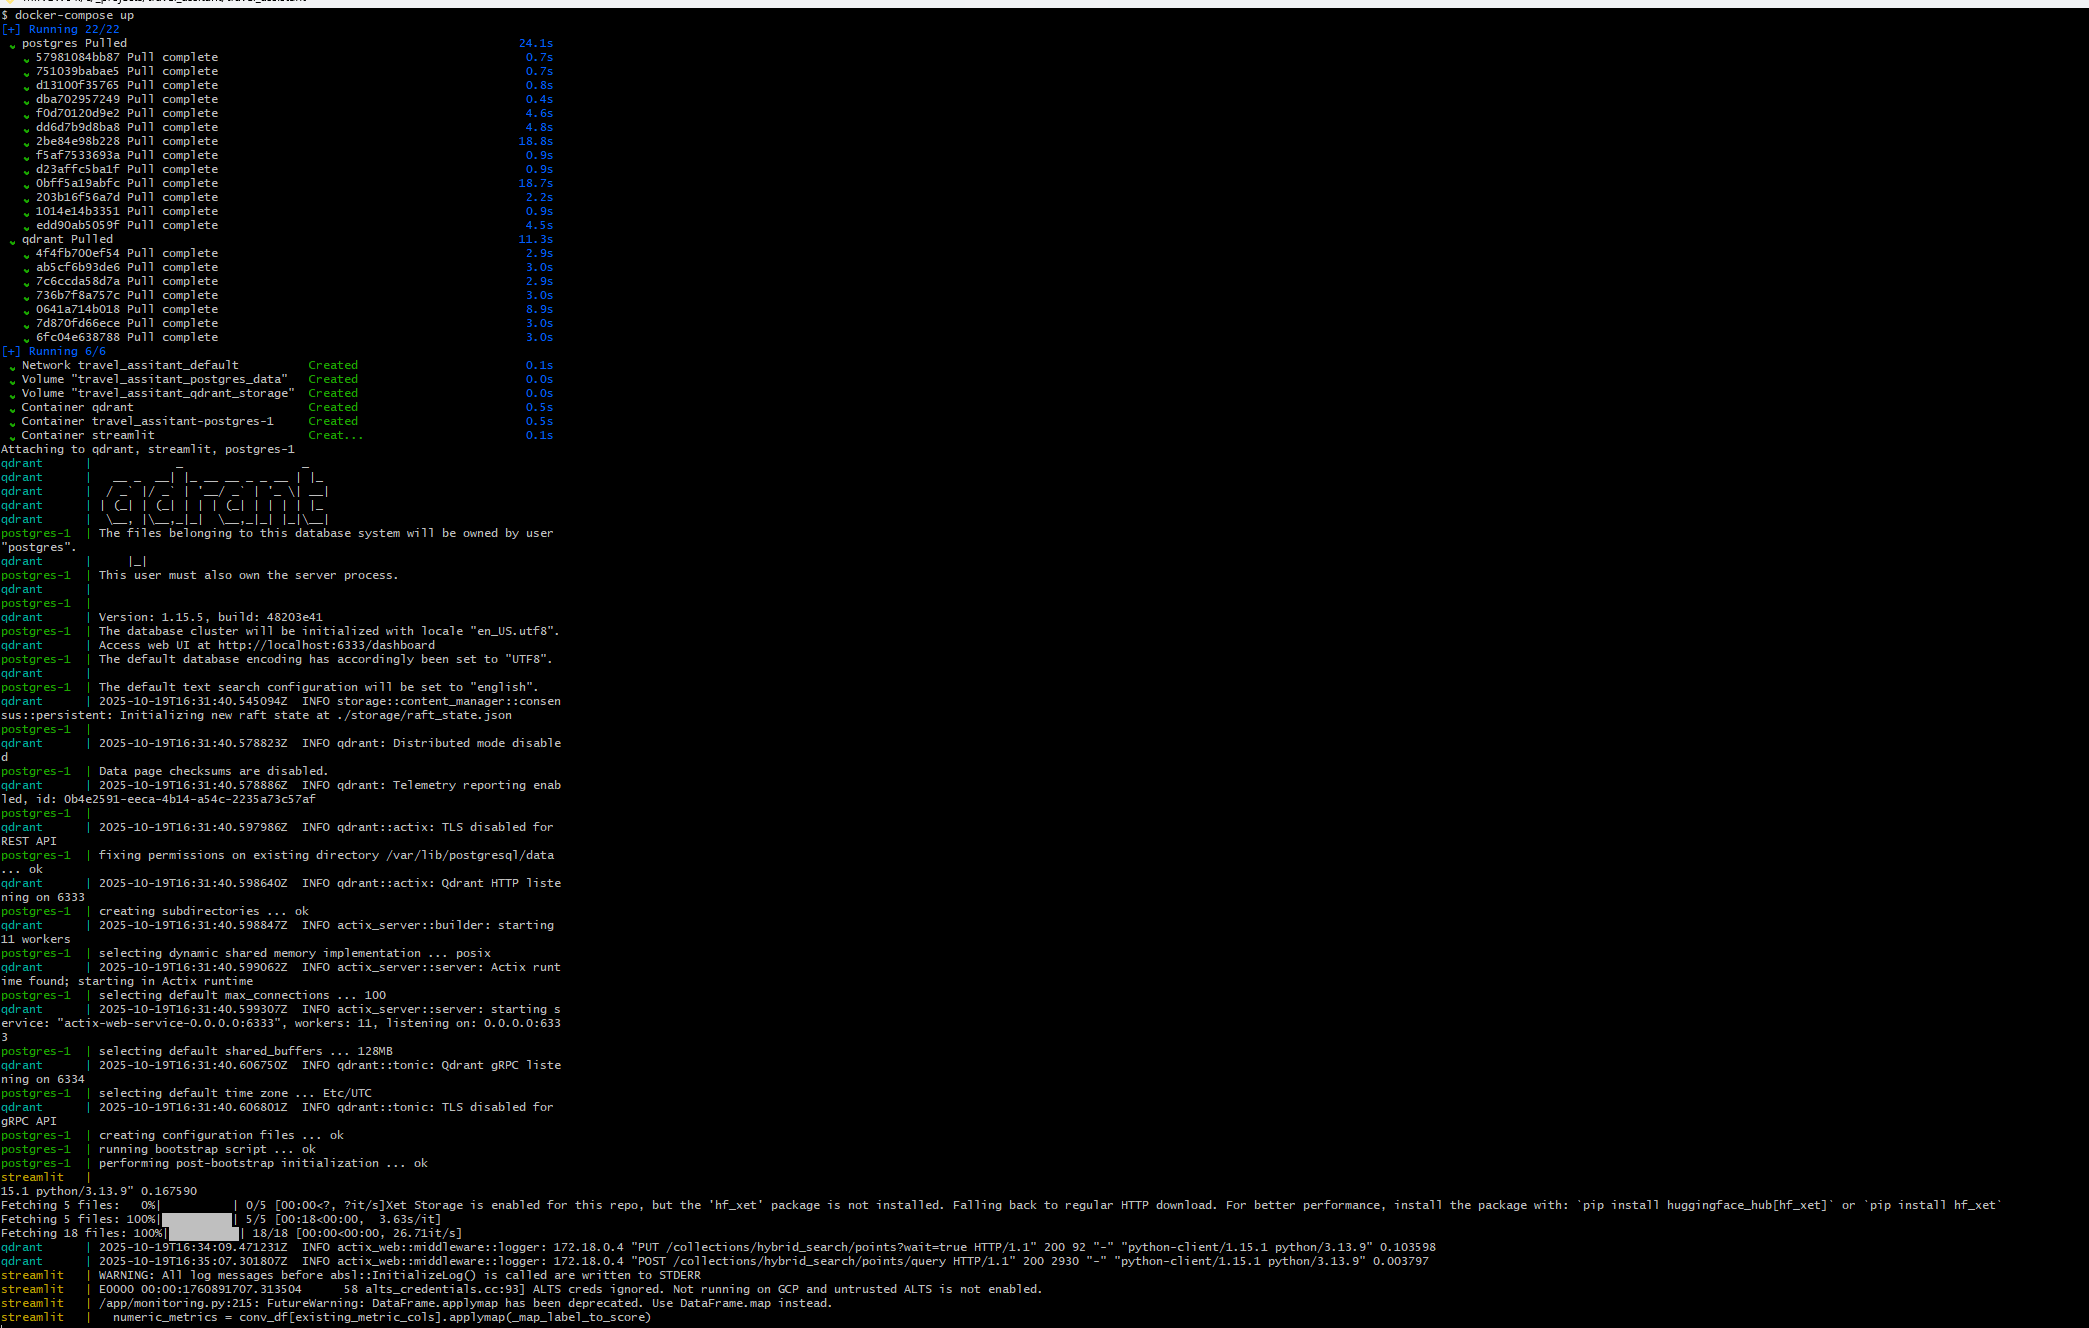 $ docker-compose up
[+] Running 22/22
postgres Pulled 24.1s
57981084bb87 Pull complete 0.7s
751039babae5 Pull complete 0.7s
d13100f35765 Pull complete 0.8s
dba702957249 Pull complete 0.4s
f0d70120d9e2 Pull complete 4.6s
dd6d7b9d8ba8 Pull complete 4.8s
2be84e98b228 Pull complete 18.8s
f5af7533693a Pull complete 0.9s
d23affc5ba1f Pull complete 0.9s
0bff5a19abfc Pull complete 18.7s
203b16f56a7d Pull complete 2.2s
1014e14b3351 Pull complete 0.9s
edd90ab5059f Pull complete 4.5s
qdrant Pulled 11.3s
4f4fb700ef54 Pull complete 2.9s
ab5cf6b93de6 Pull complete 3.0s
7c6ccda58d7a Pull complete 2.9s
736b7f8a757c Pull complete 3.0s
0641a714b018 Pull complete 8.9s
7d870fd66ece Pull complete 3.0s
6fc04e638788 Pull complete 3.0s
[+] Running 6/6
Network travel_assitant_default Created 0.1s
Volume "travel_assitant_postgres_data" Created 0.0s
Volume "travel_assitant_qdrant_storage" Created 0.0s
Container qdrant Created 0.5s
Container travel_assitant-postgres-1 Created 0.5s
Container streamlit Creat... 0.1s
Attaching to qdrant, streamlit, postgres-1
qdrant      |             _                 _
qdrant      |   __ _  __| |_ __ __ _ _ __ | |_
qdrant      |  / _` |/ _` | '__/ _` | '_ \| __|
qdrant      | | (_| | (_| | | | (_| | | | | |_
qdrant      |  \__, |\__,_|_|  \__,_|_| |_|\__|
postgres-1  | The files belonging to this database system will be owned by user
"postgres".
qdrant      |     |_|
postgres-1  | This user must also own the server process.
qdrant      |
postgres-1  |
qdrant      | Version: 1.15.5, build: 48203e41
postgres-1  | The database cluster will be initialized with locale "en_US.utf8".
qdrant      | Access web UI at http://localhost:6333/dashboard
postgres-1  | The default database encoding has accordingly been set to "UTF8".
qdrant      |
postgres-1  | The default text search configuration will be set to "english".
qdrant      | 2025-10-19T16:31:40.545094Z  INFO storage::content_manager::consen
sus::persistent: Initializing new raft state at ./storage/raft_state.json
postgres-1  |
qdrant      | 2025-10-19T16:31:40.578823Z  INFO qdrant: Distributed mode disable
d
postgres-1  | Data page checksums are disabled.
qdrant      | 2025-10-19T16:31:40.578886Z  INFO qdrant: Telemetry reporting enab
led, id: 0b4e2591-eeca-4b14-a54c-2235a73c57af
postgres-1  |
qdrant      | 2025-10-19T16:31:40.597986Z  INFO qdrant::actix: TLS disabled for
REST API
postgres-1  | fixing permissions on existing directory /var/lib/postgresql/data
... ok
qdrant      | 2025-10-19T16:31:40.598640Z  INFO qdrant::actix: Qdrant HTTP liste
ning on 6333
postgres-1  | creating subdirectories ... ok
qdrant      | 2025-10-19T16:31:40.598847Z  INFO actix_server::builder: starting
11 workers
postgres-1  | selecting dynamic shared memory implementation ... posix
qdrant      | 2025-10-19T16:31:40.599062Z  INFO actix_server::server: Actix runt
ime found; starting in Actix runtime
postgres-1  | selecting default max_connections ... 100
qdrant      | 2025-10-19T16:31:40.599307Z  INFO actix_server::server: starting s
ervice: "actix-web-service-0.0.0.0:6333", workers: 11, listening on: 0.0.0.0:633
3
postgres-1  | selecting default shared_buffers ... 128MB
qdrant      | 2025-10-19T16:31:40.606750Z  INFO qdrant::tonic: Qdrant gRPC liste
ning on 6334
postgres-1  | selecting default time zone ... Etc/UTC
qdrant      | 2025-10-19T16:31:40.606801Z  INFO qdrant::tonic: TLS disabled for
gRPC API
postgres-1  | creating configuration files ... ok
postgres-1  | running bootstrap script ... ok
postgres-1  | performing post-bootstrap initialization ... ok
streamlit   |
15.1 python/3.13.9" 0.167590
Fetching 5 files:   0%|          | 0/5 [00:00<?, ?it/s]Xet Storage is enabled for this repo, but the 'hf_xet' package is not installed. Falling back to regular HTTP download. For better performance, install the package with: `pip install huggingface_hub[hf_xet]` or `pip install hf_xet`
Fetching 5 files: 100%|██████████| 5/5 [00:18<00:00,  3.63s/it]
Fetching 18 files: 100%|██████████| 18/18 [00:00<00:00, 26.71it/s]
qdrant      | 2025-10-19T16:34:09.471231Z  INFO actix_web::middleware::logger: 172.18.0.4 "PUT /collections/hybrid_search/points?wait=true HTTP/1.1" 200 92 "-" "python-client/1.15.1 python/3.13.9" 0.103598
qdrant      | 2025-10-19T16:35:07.301807Z  INFO actix_web::middleware::logger: 172.18.0.4 "POST /collections/hybrid_search/points/query HTTP/1.1" 200 2930 "-" "python-client/1.15.1 python/3.13.9" 0.003797
streamlit   | WARNING: All log messages before absl::InitializeLog() is called are written to STDERR
streamlit   | E0000 00:00:1760891707.313504      58 alts_credentials.cc:93] ALTS creds ignored. Not running on GCP and untrusted ALTS is not enabled.
streamlit   | /app/monitoring.py:215: FutureWarning: DataFrame.applymap has been deprecated. Use DataFrame.map instead.
streamlit   |   numeric_metrics = conv_df[existing_metric_cols].applymap(_map_label_to_score)